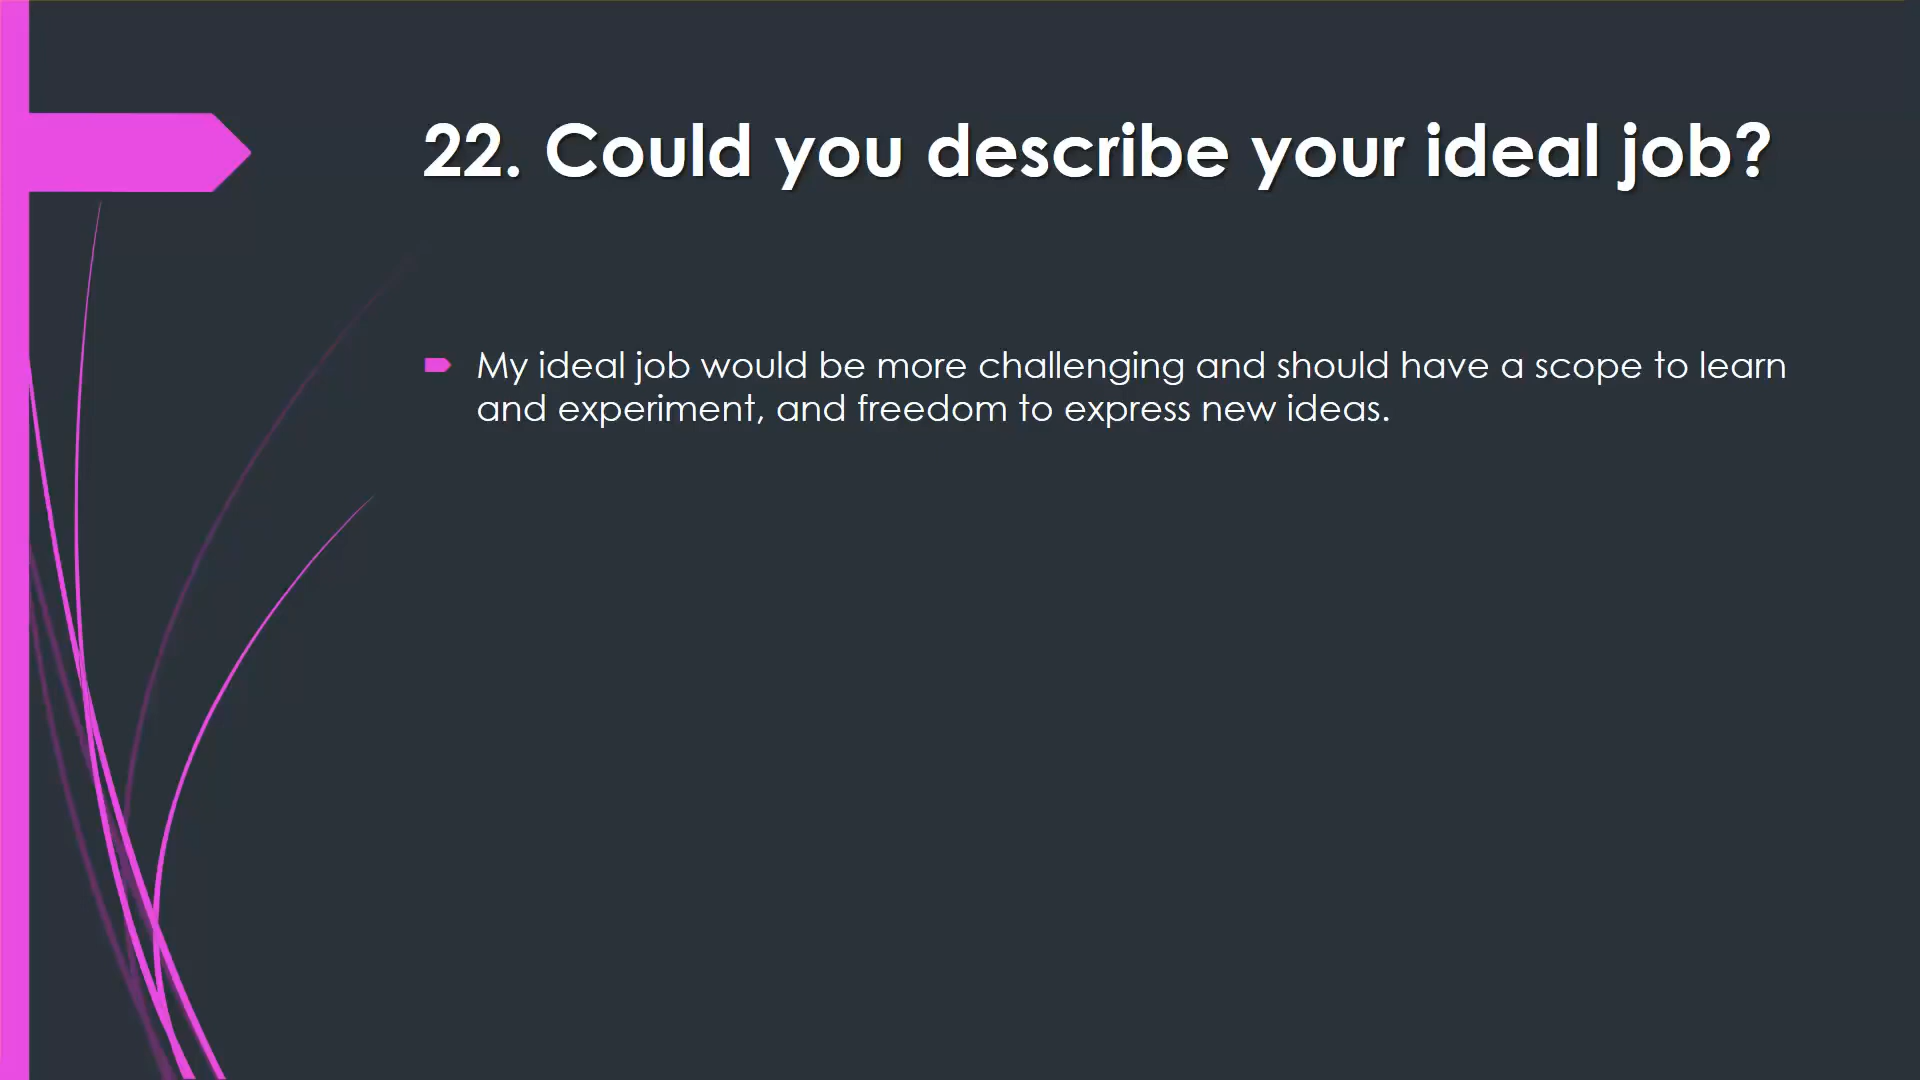 22. Could you describe your ideal job?
My ideal job would be more challenging and should have a scope to learn
and experiment, and freedom to express new ideas.